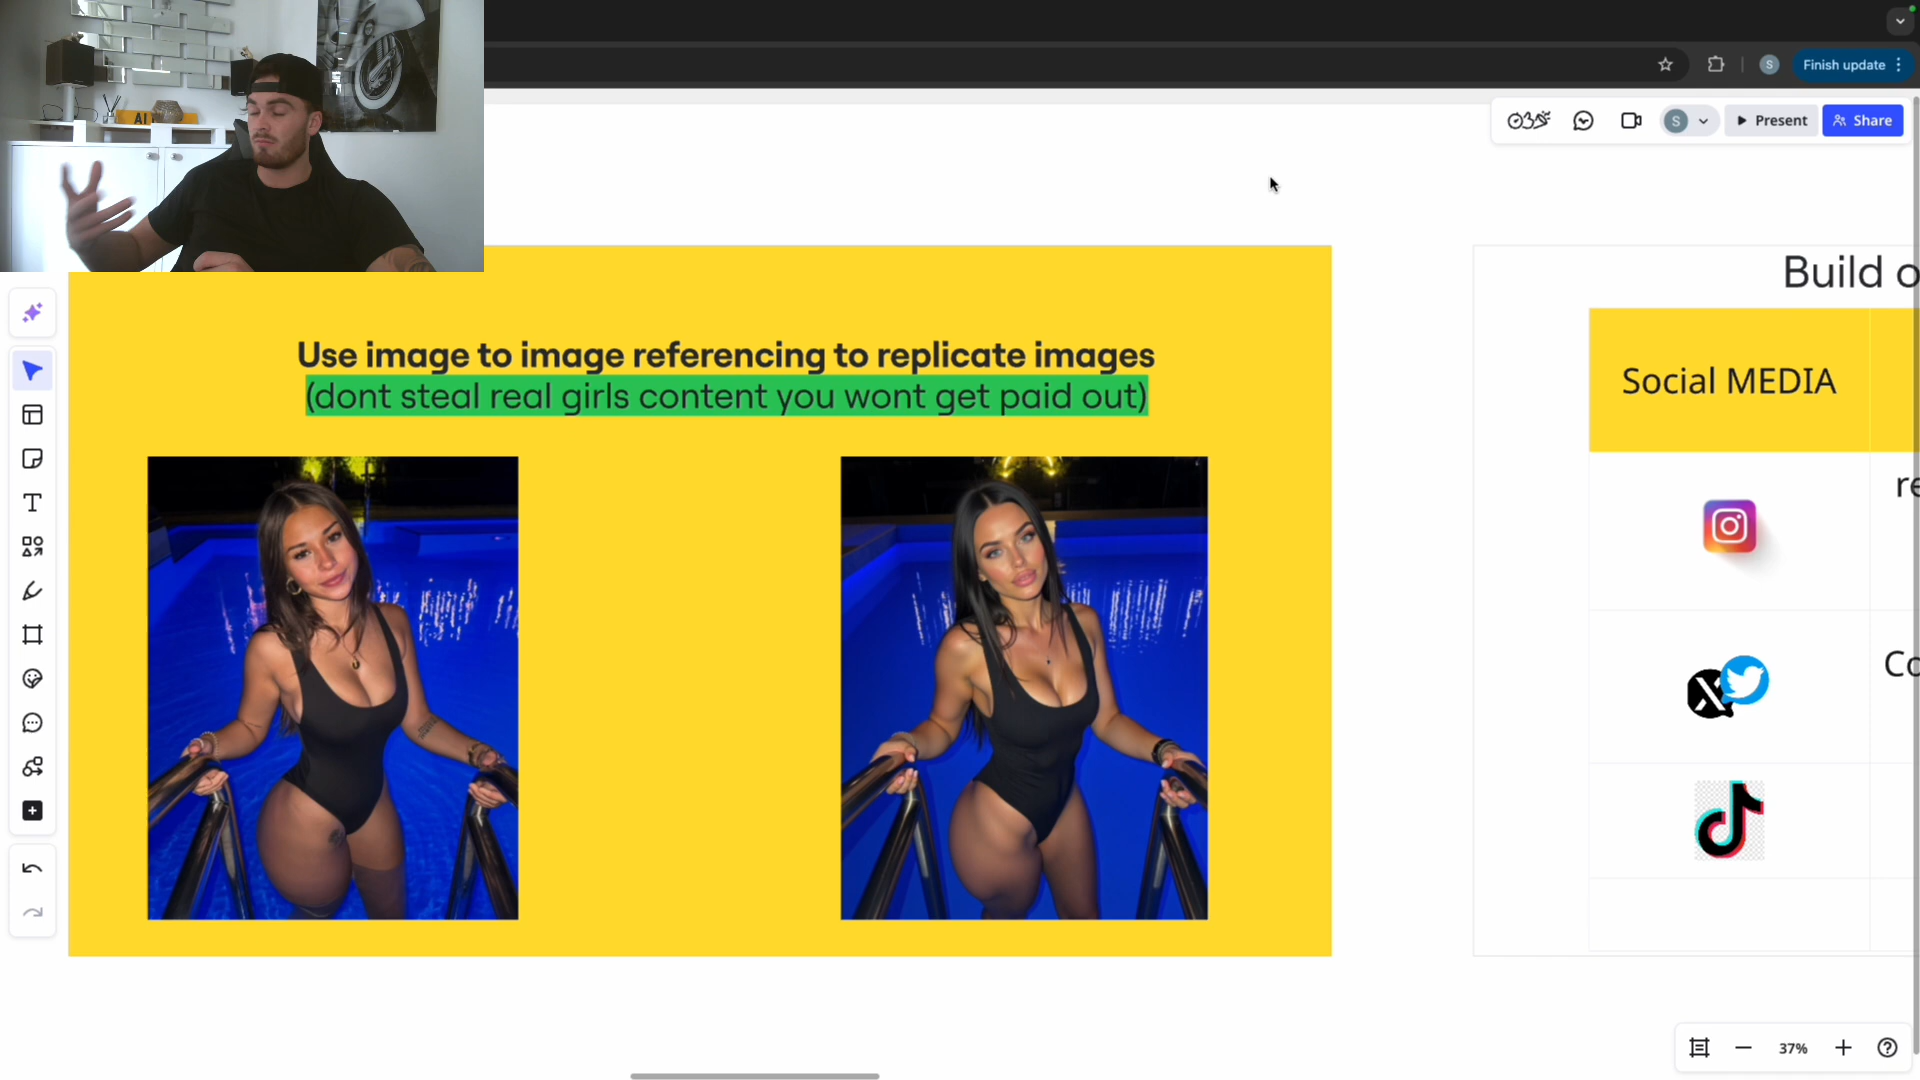 AI
Finish update
S
S
Present
Share
Use image to image referencing to replicate images
(dont steal real girls content you wont get paid out)
Build o
Social MEDIA
re
Co
37%